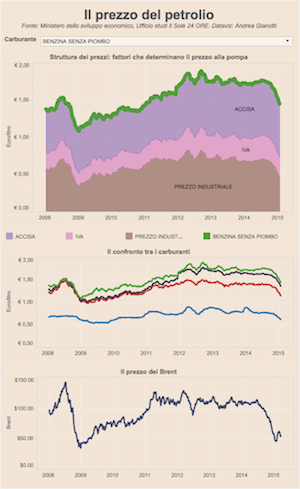 Il prezzo del petrolio
Fonte: Ministero dello sviluppo economico, Ufficio studi Il Sole 24 ORE. Dataviz: Andrea Gianotti
Carburante
BENZINA SENZA PIOMBO
Struttura dei prezzi: fattori che determinano il prezzo alla pompa
€ 2,00
€ 1,50
€ 1,00
€ 0,50
€ 0,00
Euro/litro
ACCISA
IVA
PREZZO INDUSTRIALE
2008 2009 2010 2011 2012 2013 2014 2015
ACCISA IVA PREZZO INDUST... BENZINA SENZA PIOMBO
Il confronto tra i carburanti
€ 2,00
€ 1,50
€ 1,00
€ 0,50
€ 0,00
Euro/litro
2008 2009 2010 2011 2012 2013 2014 2015
Il prezzo del Brent
$150.00
$100.00
$50.00
$0.00
Brent
2008 2009 2010 2011 2012 2013 2014 2015